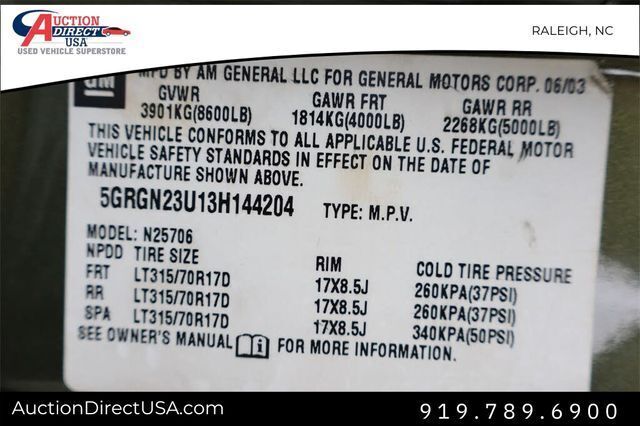 AUCTION
DIRECT
USA
USED VEHICLE SUPERSTORE
RALEIGH, NC
GM
MFD BY AM GENERAL LLC FOR GENERAL MOTORS CORP. 06/03
GVWR GAWR FRT GAWR RR
3901KG(8600LB) 1814KG(4000LB) 2268KG(5000LB)
THIS VEHICLE CONFORMS TO ALL APPLICABLE U.S. FEDERAL MOTOR
VEHICLE SAFETY STANDARDS IN EFFECT ON THE DATE OF
MANUFACTURE SHOWN ABOVE.
5GRGN23U13H144204 TYPE: M.P.V.
MODEL: N25706
NPDD TIRE SIZE RIM COLD TIRE PRESSURE
FRT LT315/70R17D 17X8.5J 260KPA(37PSI)
RR LT315/70R17D 17X8.5J 260KPA(37PSI)
SPA LT315/70R17D 17X8.5J 340KPA(50PSI)
SEE OWNER'S MANUAL FOR MORE INFORMATION.
AuctionDirectUSA.com
919.789.6900